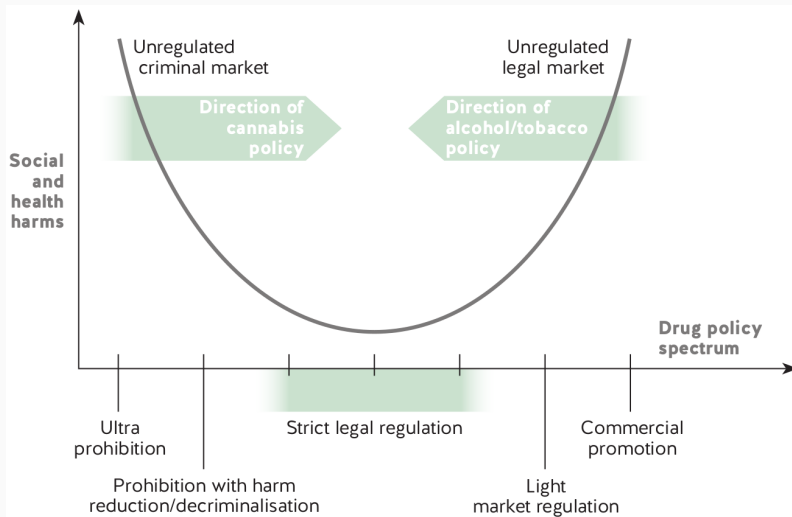 Unregulated
criminal market
Unregulated
legal market
Direction of
cannabis
policy
Direction of
alcohol/tobacco
policy
Social
and
health
harms
Drug policy
spectrum
Ultra
prohibition
Strict legal regulation
Commercial
promotion
Prohibition with harm
reduction/decriminalisation
Light
market regulation